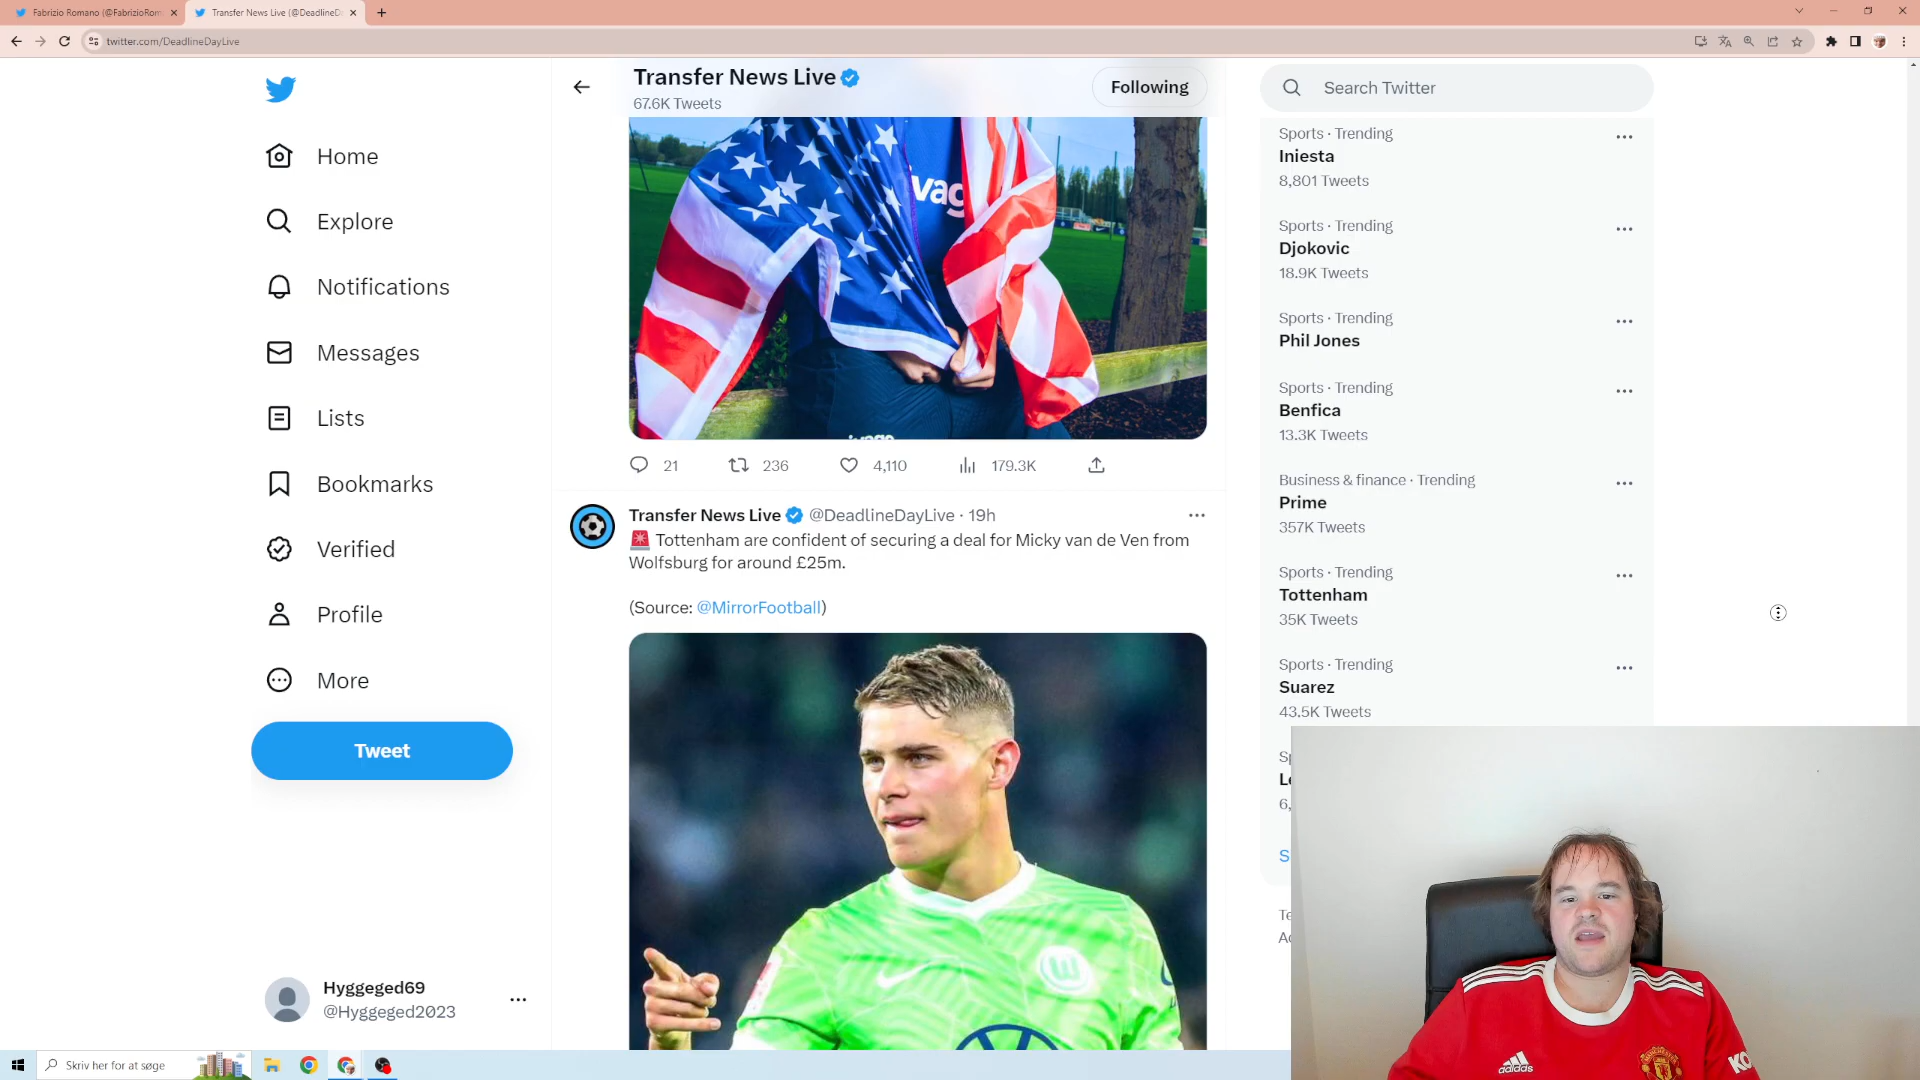 Fabrizio Romano (@FabrizioRom
Transfer News Live (@DeadlineD
twitter.com/DeadlineDayLive
Home
Explore
Notifications
Messages
Lists
Bookmarks
Verified
Profile
More
Tweet
Hyggeged69
@Hyggeged2023
Transfer News Live
67.6K Tweets
Following
ivago
21 236 4,110 179.3K
Transfer News Live @DeadlineDayLive · 19h
🚨 Tottenham are confident of securing a deal for Micky van de Ven from
Wolfsburg for around £25m.
(Source: @MirrorFootball)
W
Search Twitter
Sports · Trending
Iniesta
8,801 Tweets
Sports · Trending
Djokovic
18.9K Tweets
Sports · Trending
Phil Jones
Sports · Trending
Benfica
13.3K Tweets
Business & finance · Trending
Prime
357K Tweets
Sports · Trending
Tottenham
35K Tweets
Sports · Trending
Suarez
43.5K Tweets
adidas
Skriv her for at søge